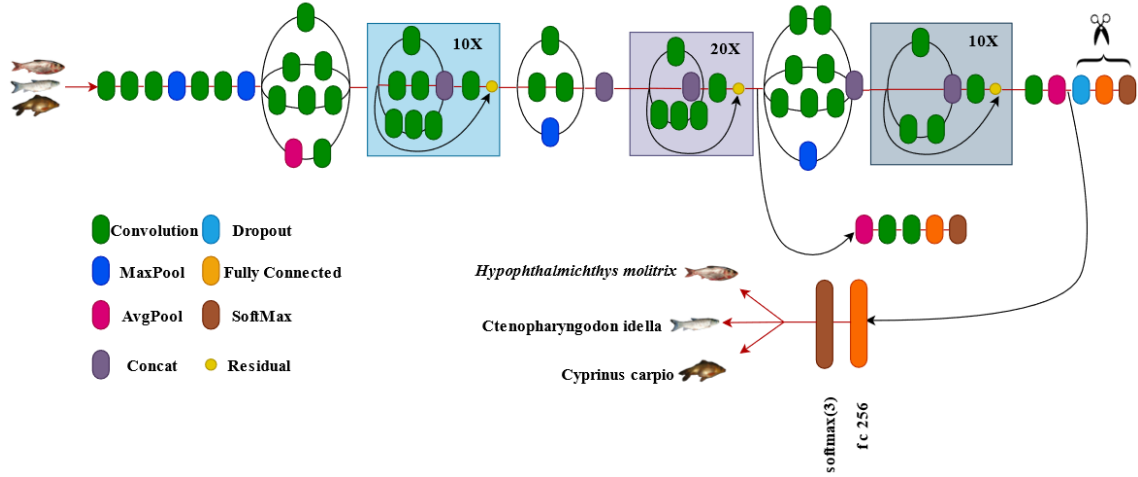 10X
20X
10X
Convolution
Dropout
MaxPool
Fully Connected
AvgPool
SoftMax
Concat
Residual
Hypophthalmichthys molitrix
Ctenopharyngodon idella
Cyprinus carpio
softmax(3)
fc 256